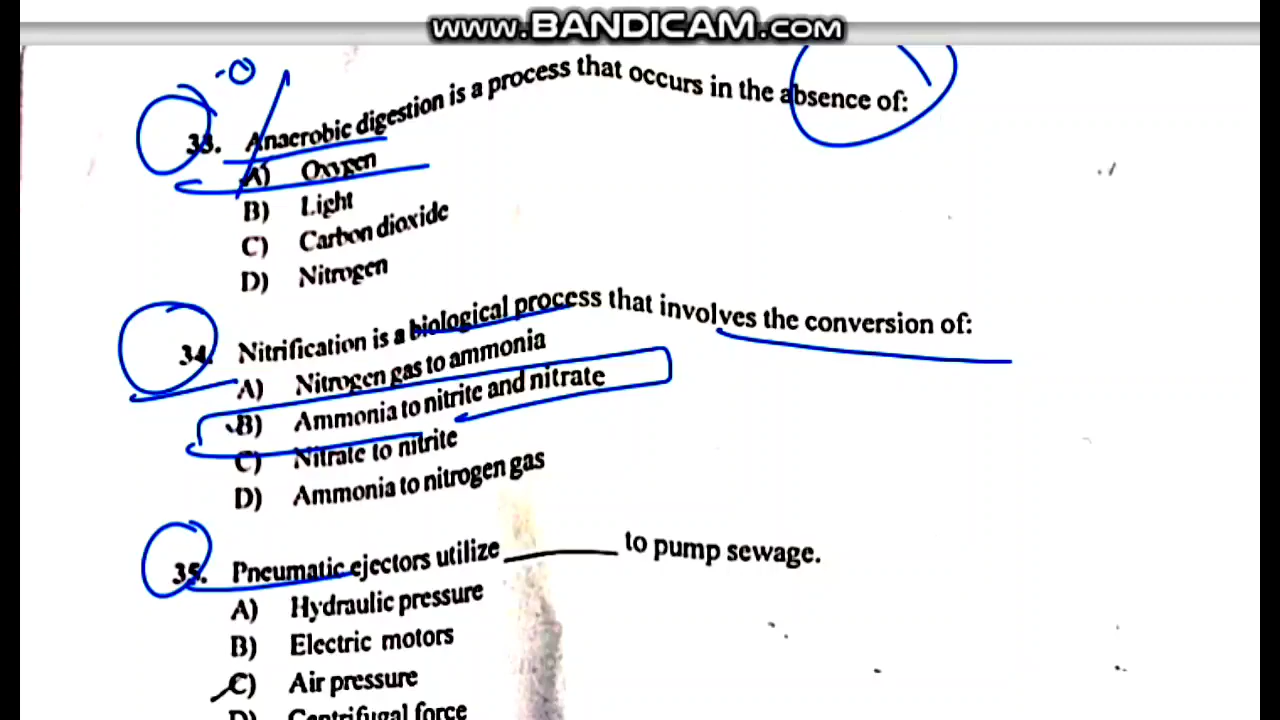 www.BANDICAM.com
33. Anaerobic digestion is a process that occurs in the absence of:
A) Oxygen
B) Light
C) Carbon dioxide
D) Nitrogen
34. Nitrification is a biological process that involves the conversion of:
A) Nitrogen gas to ammonia
B) Ammonia to nitrite and nitrate
C) Nitrate to nitrite
D) Ammonia to nitrogen gas
35. Pneumatic ejectors utilize ________ to pump sewage.
A) Hydraulic pressure
B) Electric motors
C) Air pressure
D) Centrifugal force